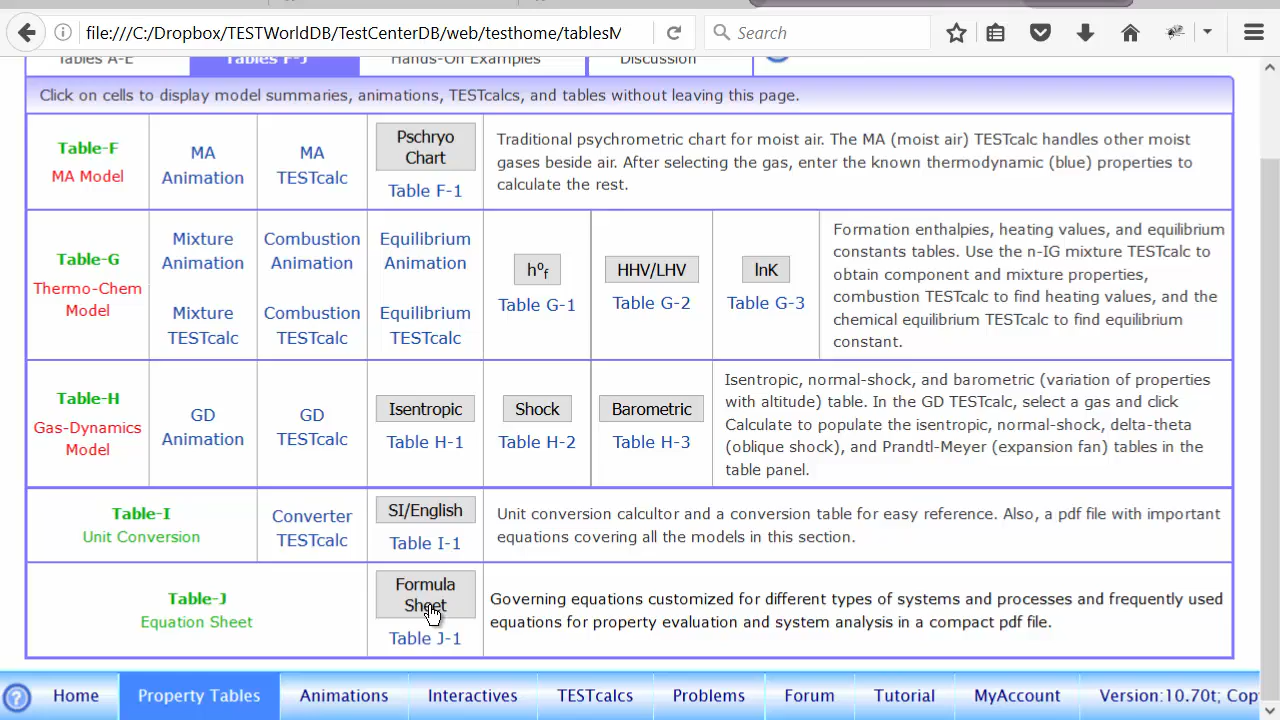 file:///C:/Dropbox/TESTWorldDB/TestCenterDB/web/testhome/tablesM
Search
Tables A-E
Tables F-J
Hands-On Examples
Discussion
Click on cells to display model summaries, animations, TESTcalcs, and tables without leaving this page.
Table-F
MA Model
MA
Animation
MA
TESTcalc
Pschryo
Chart
Table F-1
Traditional psychrometric chart for moist air. The MA (moist air) TESTcalc handles other moist
gases beside air. After selecting the gas, enter the known thermodynamic (blue) properties to
calculate the rest.
Table-G
Thermo-Chem
Model
Mixture
Animation
Combustion
Animation
Equilibrium
Animation
Mixture
TESTcalc
Combustion
TESTcalc
Equilibrium
TESTcalc
hºf
Table G-1
HHV/LHV
Table G-2
lnK
Table G-3
Formation enthalpies, heating values, and equilibrium
constants tables. Use the n-IG mixture TESTcalc to
obtain component and mixture properties,
combustion TESTcalc to find heating values, and the
chemical equilibrium TESTcalc to find equilibrium
constant.
Table-H
Gas-Dynamics
Model
GD
Animation
GD
TESTcalc
Isentropic
Table H-1
Shock
Table H-2
Barometric
Table H-3
Isentropic, normal-shock, and barometric (variation of properties
with altitude) table. In the GD TESTcalc, select a gas and click
Calculate to populate the isentropic, normal-shock, delta-theta
(oblique shock), and Prandtl-Meyer (expansion fan) tables in the
table panel.
Table-I
Unit Conversion
Converter
TESTcalc
SI/English
Table I-1
Unit conversion calcultor and a conversion table for easy reference. Also, a pdf file with important
equations covering all the models in this section.
Table-J
Equation Sheet
Formula
Sheet
Table J-1
Governing equations customized for different types of systems and processes and frequently used
equations for property evaluation and system analysis in a compact pdf file.
Home
Property Tables
Animations
Interactives
TESTcalcs
Problems
Forum
Tutorial
MyAccount
Version:10.70t; Cop